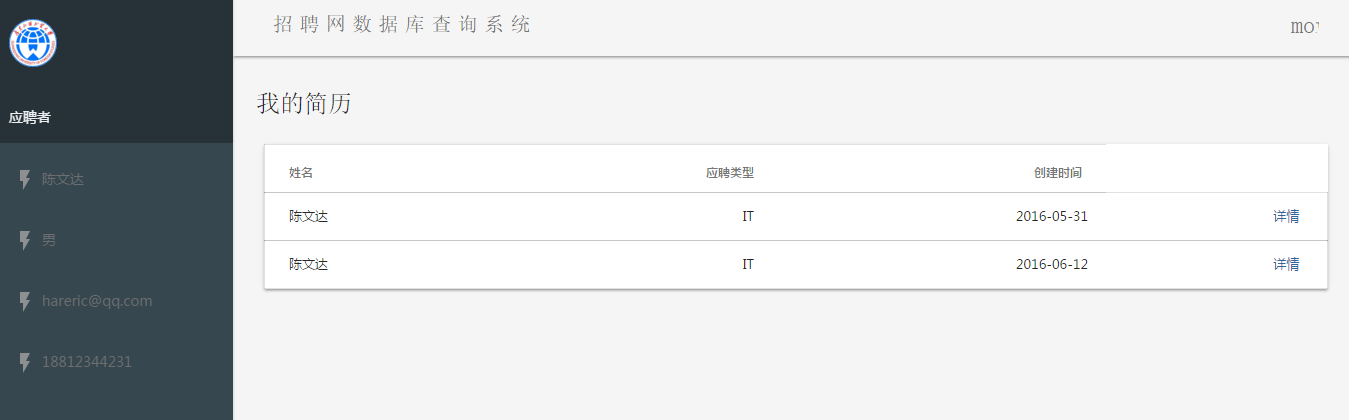 招聘网数据库查询系统
应聘者
陈文达
男
hareric@qq.com
18812344231
我的简历
姓名 应聘类型 创建时间
陈文达 IT 2016-05-31 详情
陈文达 IT 2016-06-12 详情